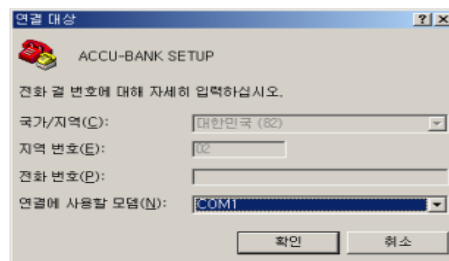 연결 대상
ACCU-BANK SETUP
전화 걸 번호에 대해 자세히 입력하십시오.
국가/지역(C): 대한민국 (82)
지역 번호(E): 02
전화 번호(P):
연결에 사용할 모뎀(N): COM1
확인 취소